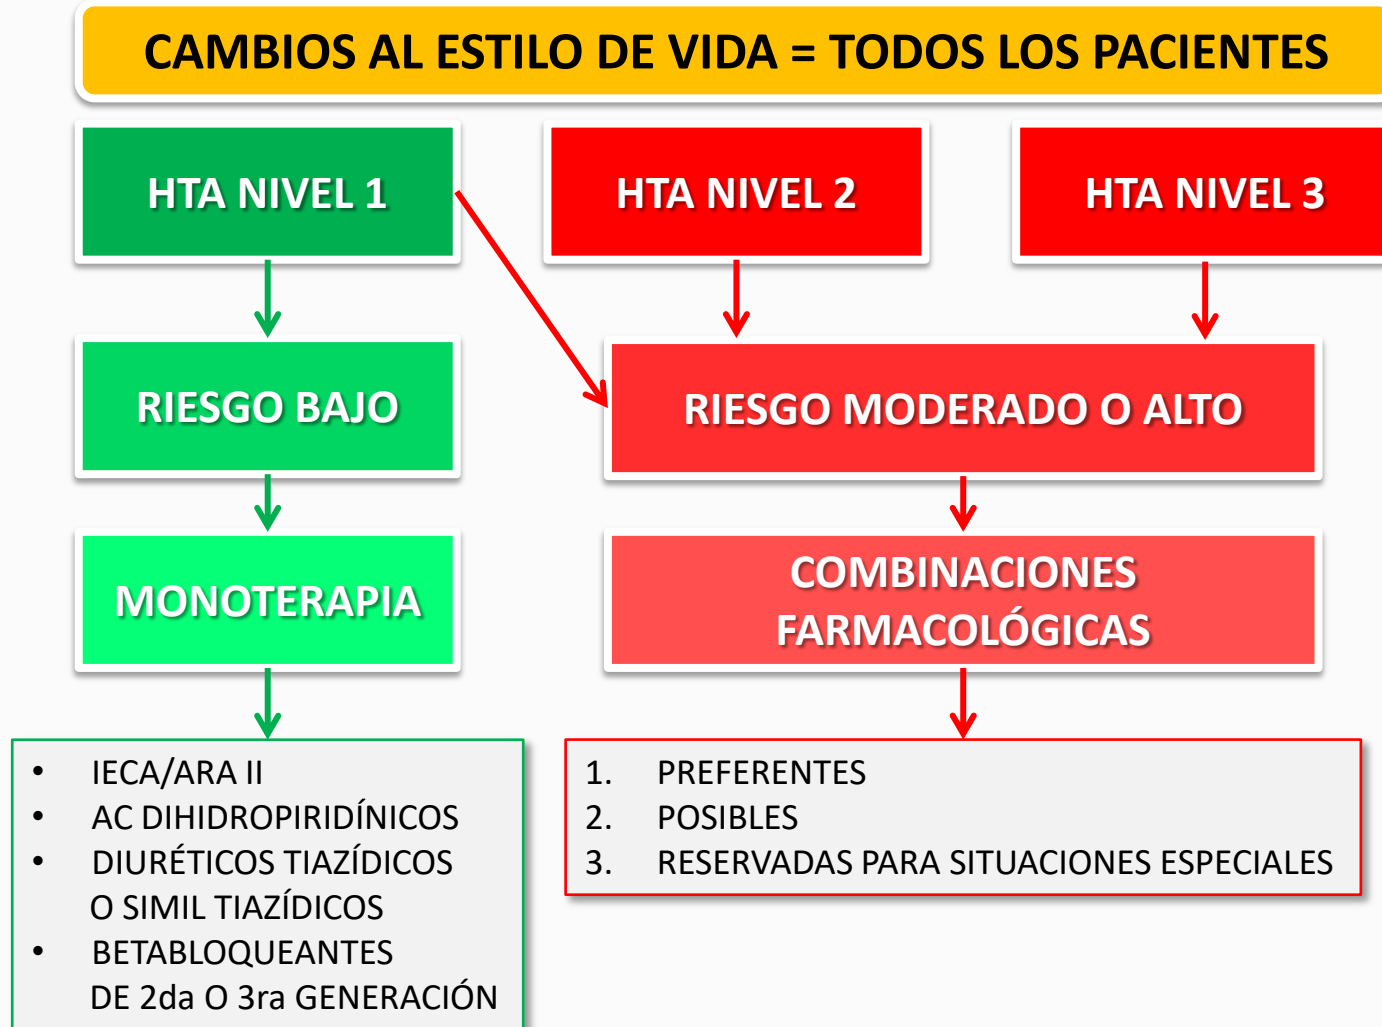 CAMBIOS AL ESTILO DE VIDA = TODOS LOS PACIENTES
HTA NIVEL 1
HTA NIVEL 2
HTA NIVEL 3
RIESGO BAJO
RIESGO MODERADO O ALTO
MONOTERAPIA
COMBINACIONES
FARMACOLÓGICAS
• IECA/ARA II
• AC DIHIDROPIRIDÍNICOS
• DIURÉTICOS TIAZÍDICOS
O SIMIL TIAZÍDICOS
• BETABLOQUEANTES
DE 2da O 3ra GENERACIÓN
1. PREFERENTES
2. POSIBLES
3. RESERVADAS PARA SITUACIONES ESPECIALES